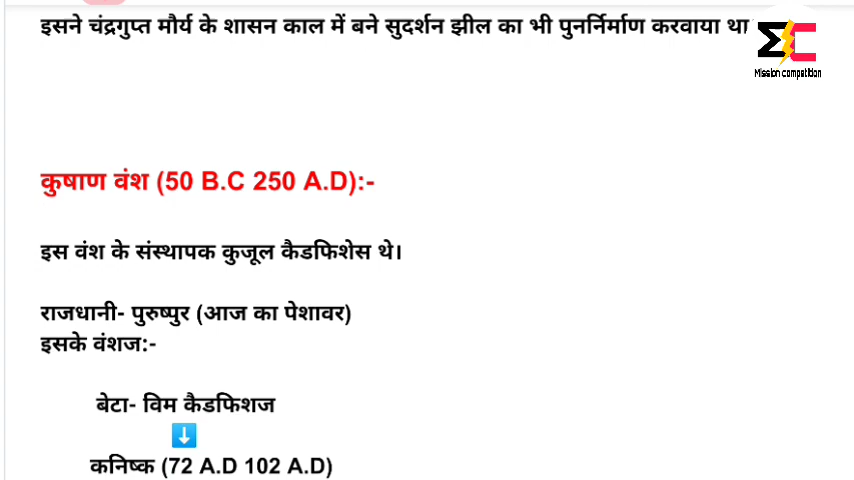 इसने चंद्रगुप्त मौर्य के शासन काल में बने सुदर्शन झील का भी पुनर्निर्माण करवाया था
Mission compatition
कुषाण वंश (50 B.C 250 A.D):-
इस वंश के संस्थापक कुजूल कैडफिशेस थे।
राजधानी- पुरुष्पुर (आज का पेशावर)
इसके वंशज:-
बेटा- विम कैडफिशज
कनिष्क (72 A.D 102 A.D)